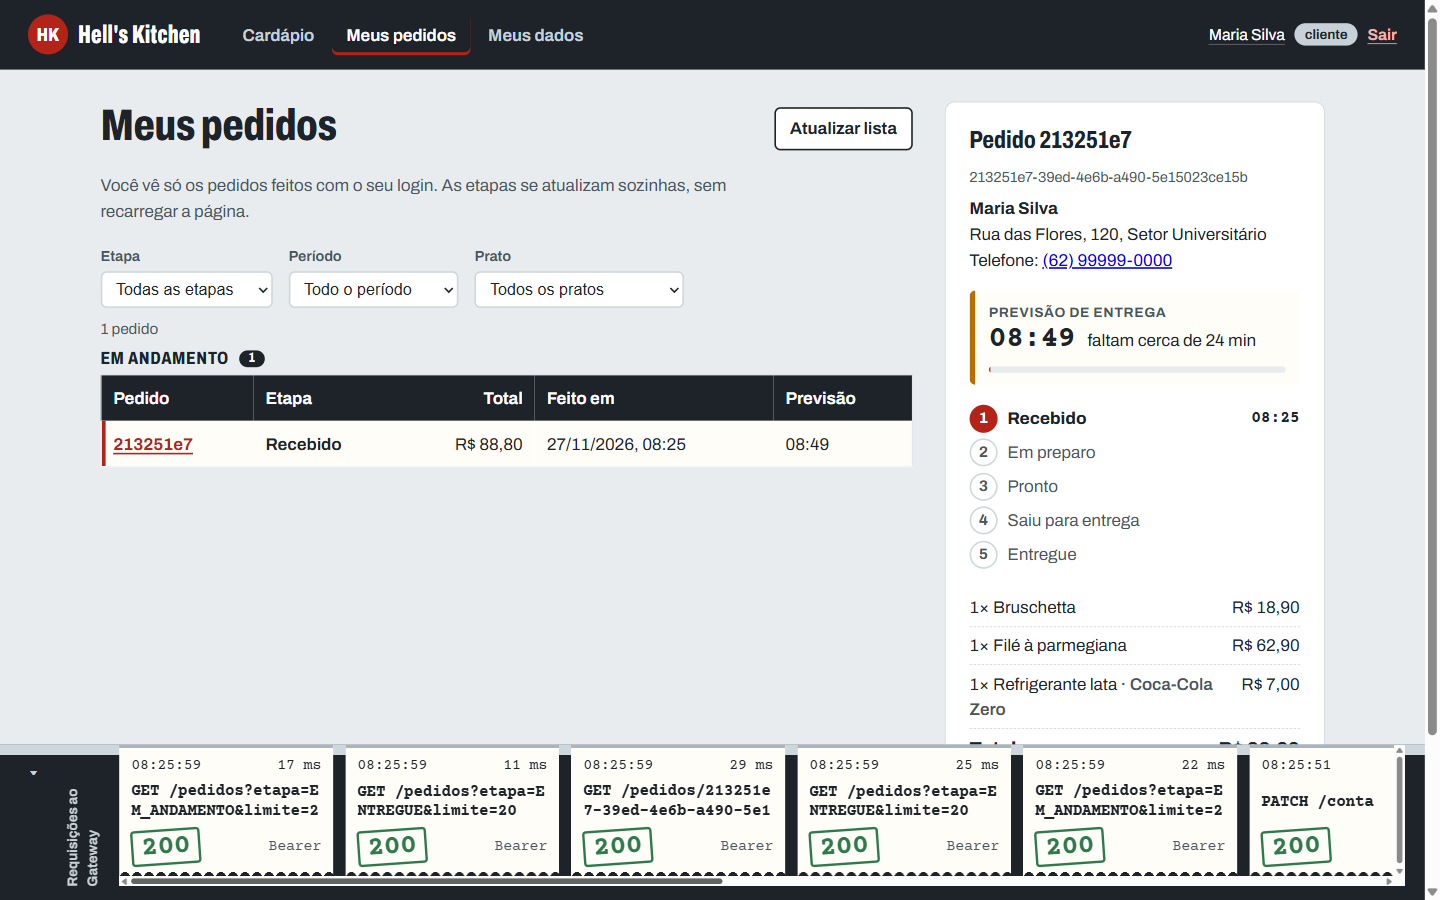 HK Hell's Kitchen Cardápio Meus pedidos Meus dados Maria Silva cliente Sair
Meus pedidos
Atualizar lista
Você vê só os pedidos feitos com o seu login. As etapas se atualizam sozinhas, sem
recarregar a página.
Etapa Período Prato
Todas as etapas Todo o período Todos os pratos
1 pedido
EM ANDAMENTO 1
Pedido Etapa Total Feito em Previsão
213251e7 Recebido R$ 88,80 27/11/2026, 08:25 08:49
Pedido 213251e7
213251e7-39ed-4e6b-a490-5e15023ce15b
Maria Silva
Rua das Flores, 120, Setor Universitário
Telefone: (62) 99999-0000
PREVISÃO DE ENTREGA
08:49 faltam cerca de 24 min
1 Recebido 08:25
2 Em preparo
3 Pronto
4 Saiu para entrega
5 Entregue
1× Bruschetta R$ 18,90
1× Filé à parmegiana R$ 62,90
1× Refrigerante lata · Coca-Cola R$ 7,00
Zero
Requisições ao
Gateway
08:25:59 17 ms
GET /pedidos?etapa=E
M_ANDAMENTO&limite=2
200 Bearer
08:25:59 11 ms
GET /pedidos?etapa=E
NTREGUE&limite=20
200 Bearer
08:25:59 29 ms
GET /pedidos/213251e
7-39ed-4e6b-a490-5e1
200 Bearer
08:25:59 25 ms
GET /pedidos?etapa=E
NTREGUE&limite=20
200 Bearer
08:25:59 22 ms
GET /pedidos?etapa=E
M_ANDAMENTO&limite=2
200 Bearer
08:25:51
PATCH /conta
200